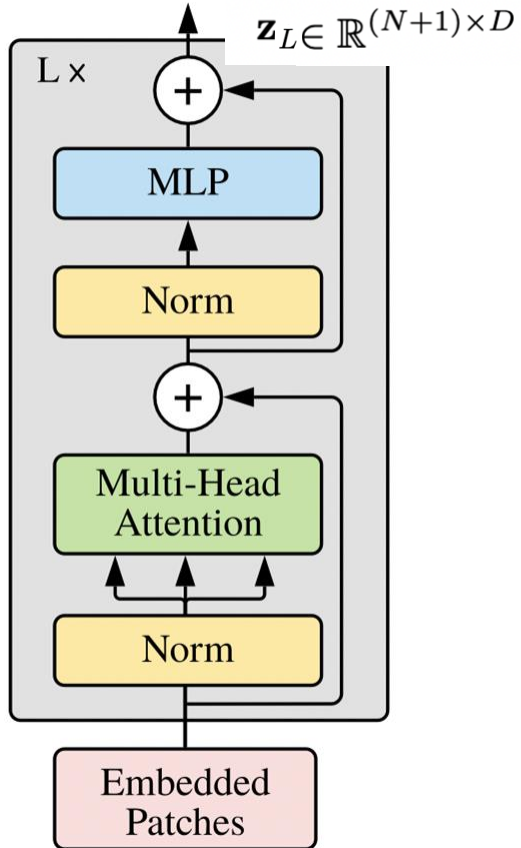 𝐳_L ∈ ℝ^{(N+1)×D}
L ×
+
MLP
Norm
+
Multi-Head
Attention
Norm
Embedded
Patches